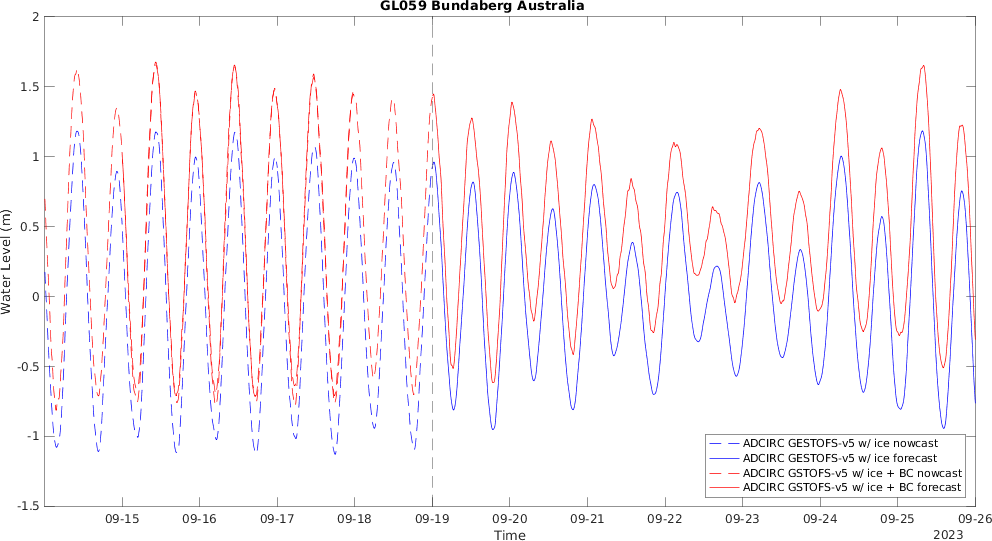 GL059 Bundaberg Australia
Water Level (m)
2
1.5
1
0.5
0
-0.5
-1
-1.5
ADCIRC GESTOFS-v5 w/ ice nowcast
ADCIRC GESTOFS-v5 w/ ice forecast
ADCIRC GSTOFS-v5 w/ ice + BC nowcast
ADCIRC GSTOFS-v5 w/ ice + BC forecast
09-15 09-16 09-17 09-18 09-19 09-20 09-21 09-22 09-23 09-24 09-25 09-26
Time
2023